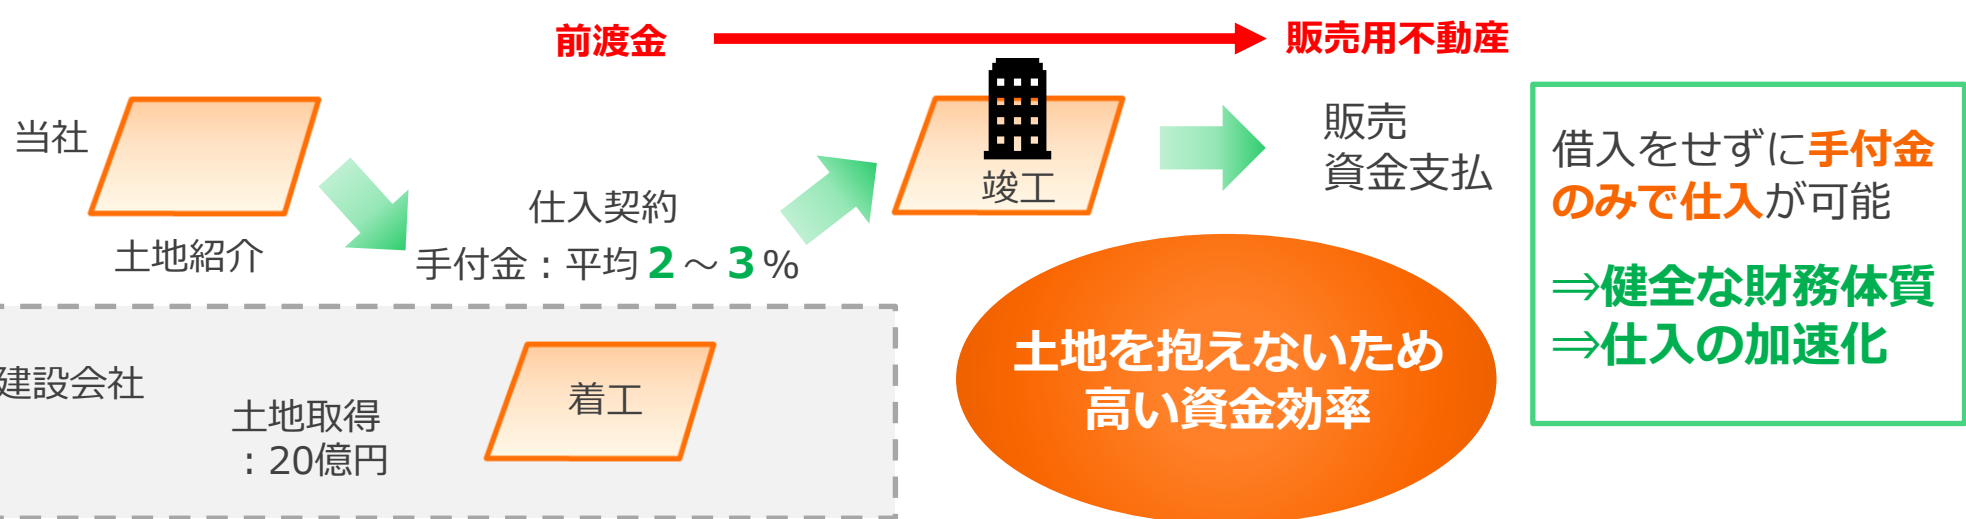 前渡金
販売用不動産
当社
土地紹介
仕入契約
手付金：平均２～３%
竣工
販売
資金支払
借入をせずに手付金
のみで仕入が可能
⇒健全な財務体質
⇒仕入の加速化
建設会社
土地取得
：20億円
着工
土地を抱えないため
高い資金効率